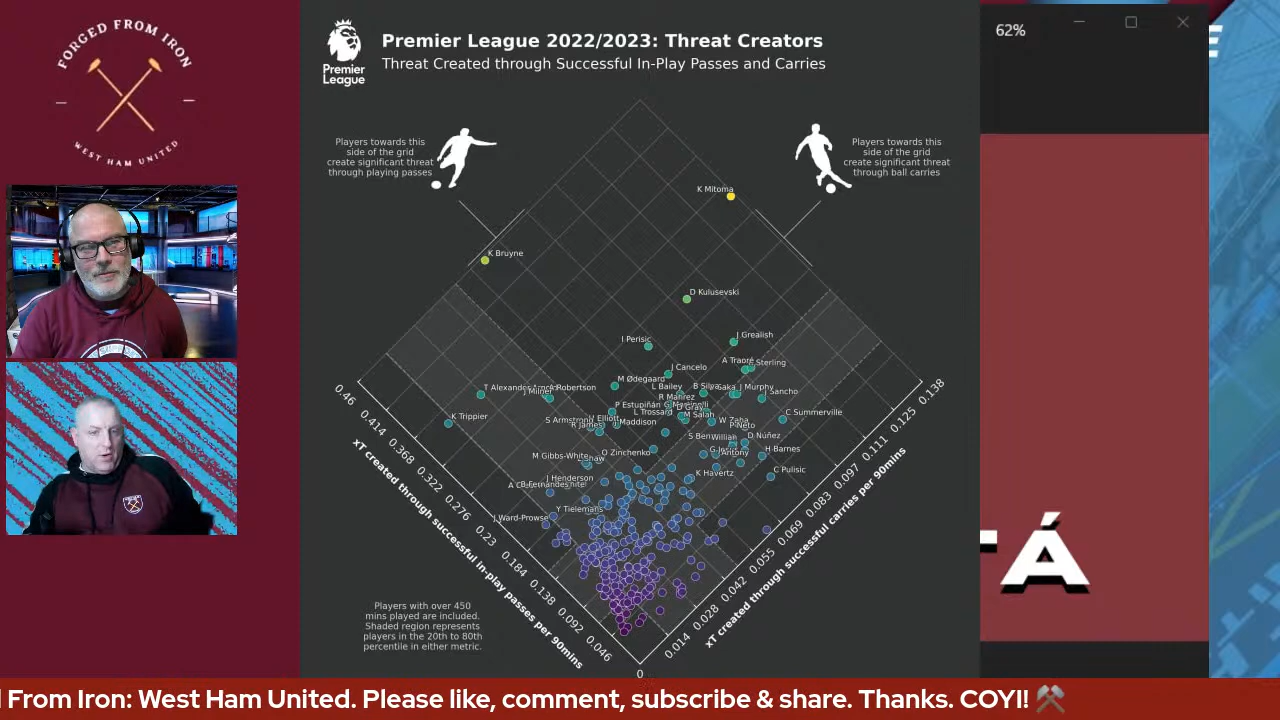 FORGED FROM IRON
WEST HAM UNITED
Premier
League
Premier League 2022/2023: Threat Creators
Threat Created through Successful In-Play Passes and Carries
62%
Players towards this
side of the grid
create significant threat
through playing passes
Players towards this
side of the grid
create significant threat
through ball carries
K Mitoma
K Bruyne
D Kulusevski
I Perisic
J Grealish
A Traoré
Sterling
J Cancelo
M Ødegaard
L Bailey
B Silva
Saka
J Murphy
Sancho
T Alexander
Robertson
J Milner
R Mahrez
P Estupiñán
L Trossard
D Gray
M Salah
C Summerville
K Trippier
S Armstrong
Elliott
R James
Maddison
W Zaha
P Neto
S Ben
Willian
D Núñez
M Gibbs-White
O Zinchenko
Antony
H Barnes
K Havertz
C Pulisic
J Henderson
B Fernandes
J Ward-Prowse
Y Tielemans
0.46
0.414
0.368
0.322
0.276
0.23
0.184
0.138
0.092
0.046
0
0.014
0.028
0.042
0.055
0.069
0.083
0.097
0.111
0.125
0.138
xT created through successful in-play passes per 90mins
xT created through successful carries per 90mins
Players with over 450
mins played are included.
Shaded region represents
players in the 20th to 80th
percentile in either metric.
TÁ
From Iron: West Ham United. Please like, comment, subscribe & share. Thanks. COYI! ⚒